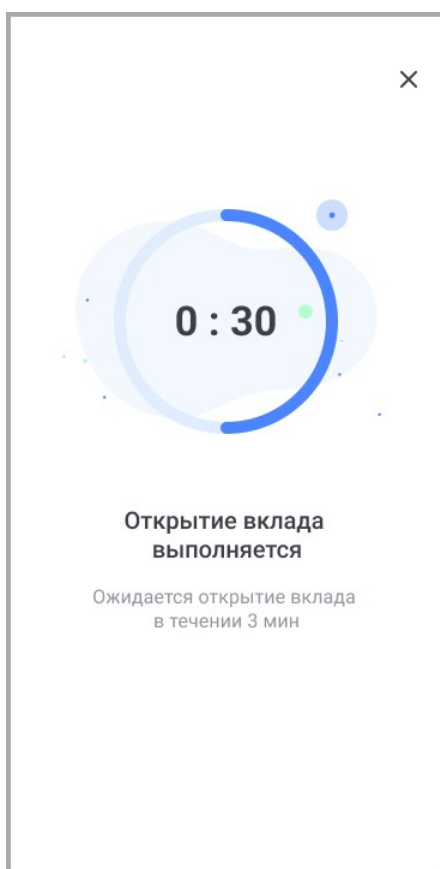 0 : 30
Открытие вклада
выполняется
Ожидается открытие вклада
в течении 3 мин